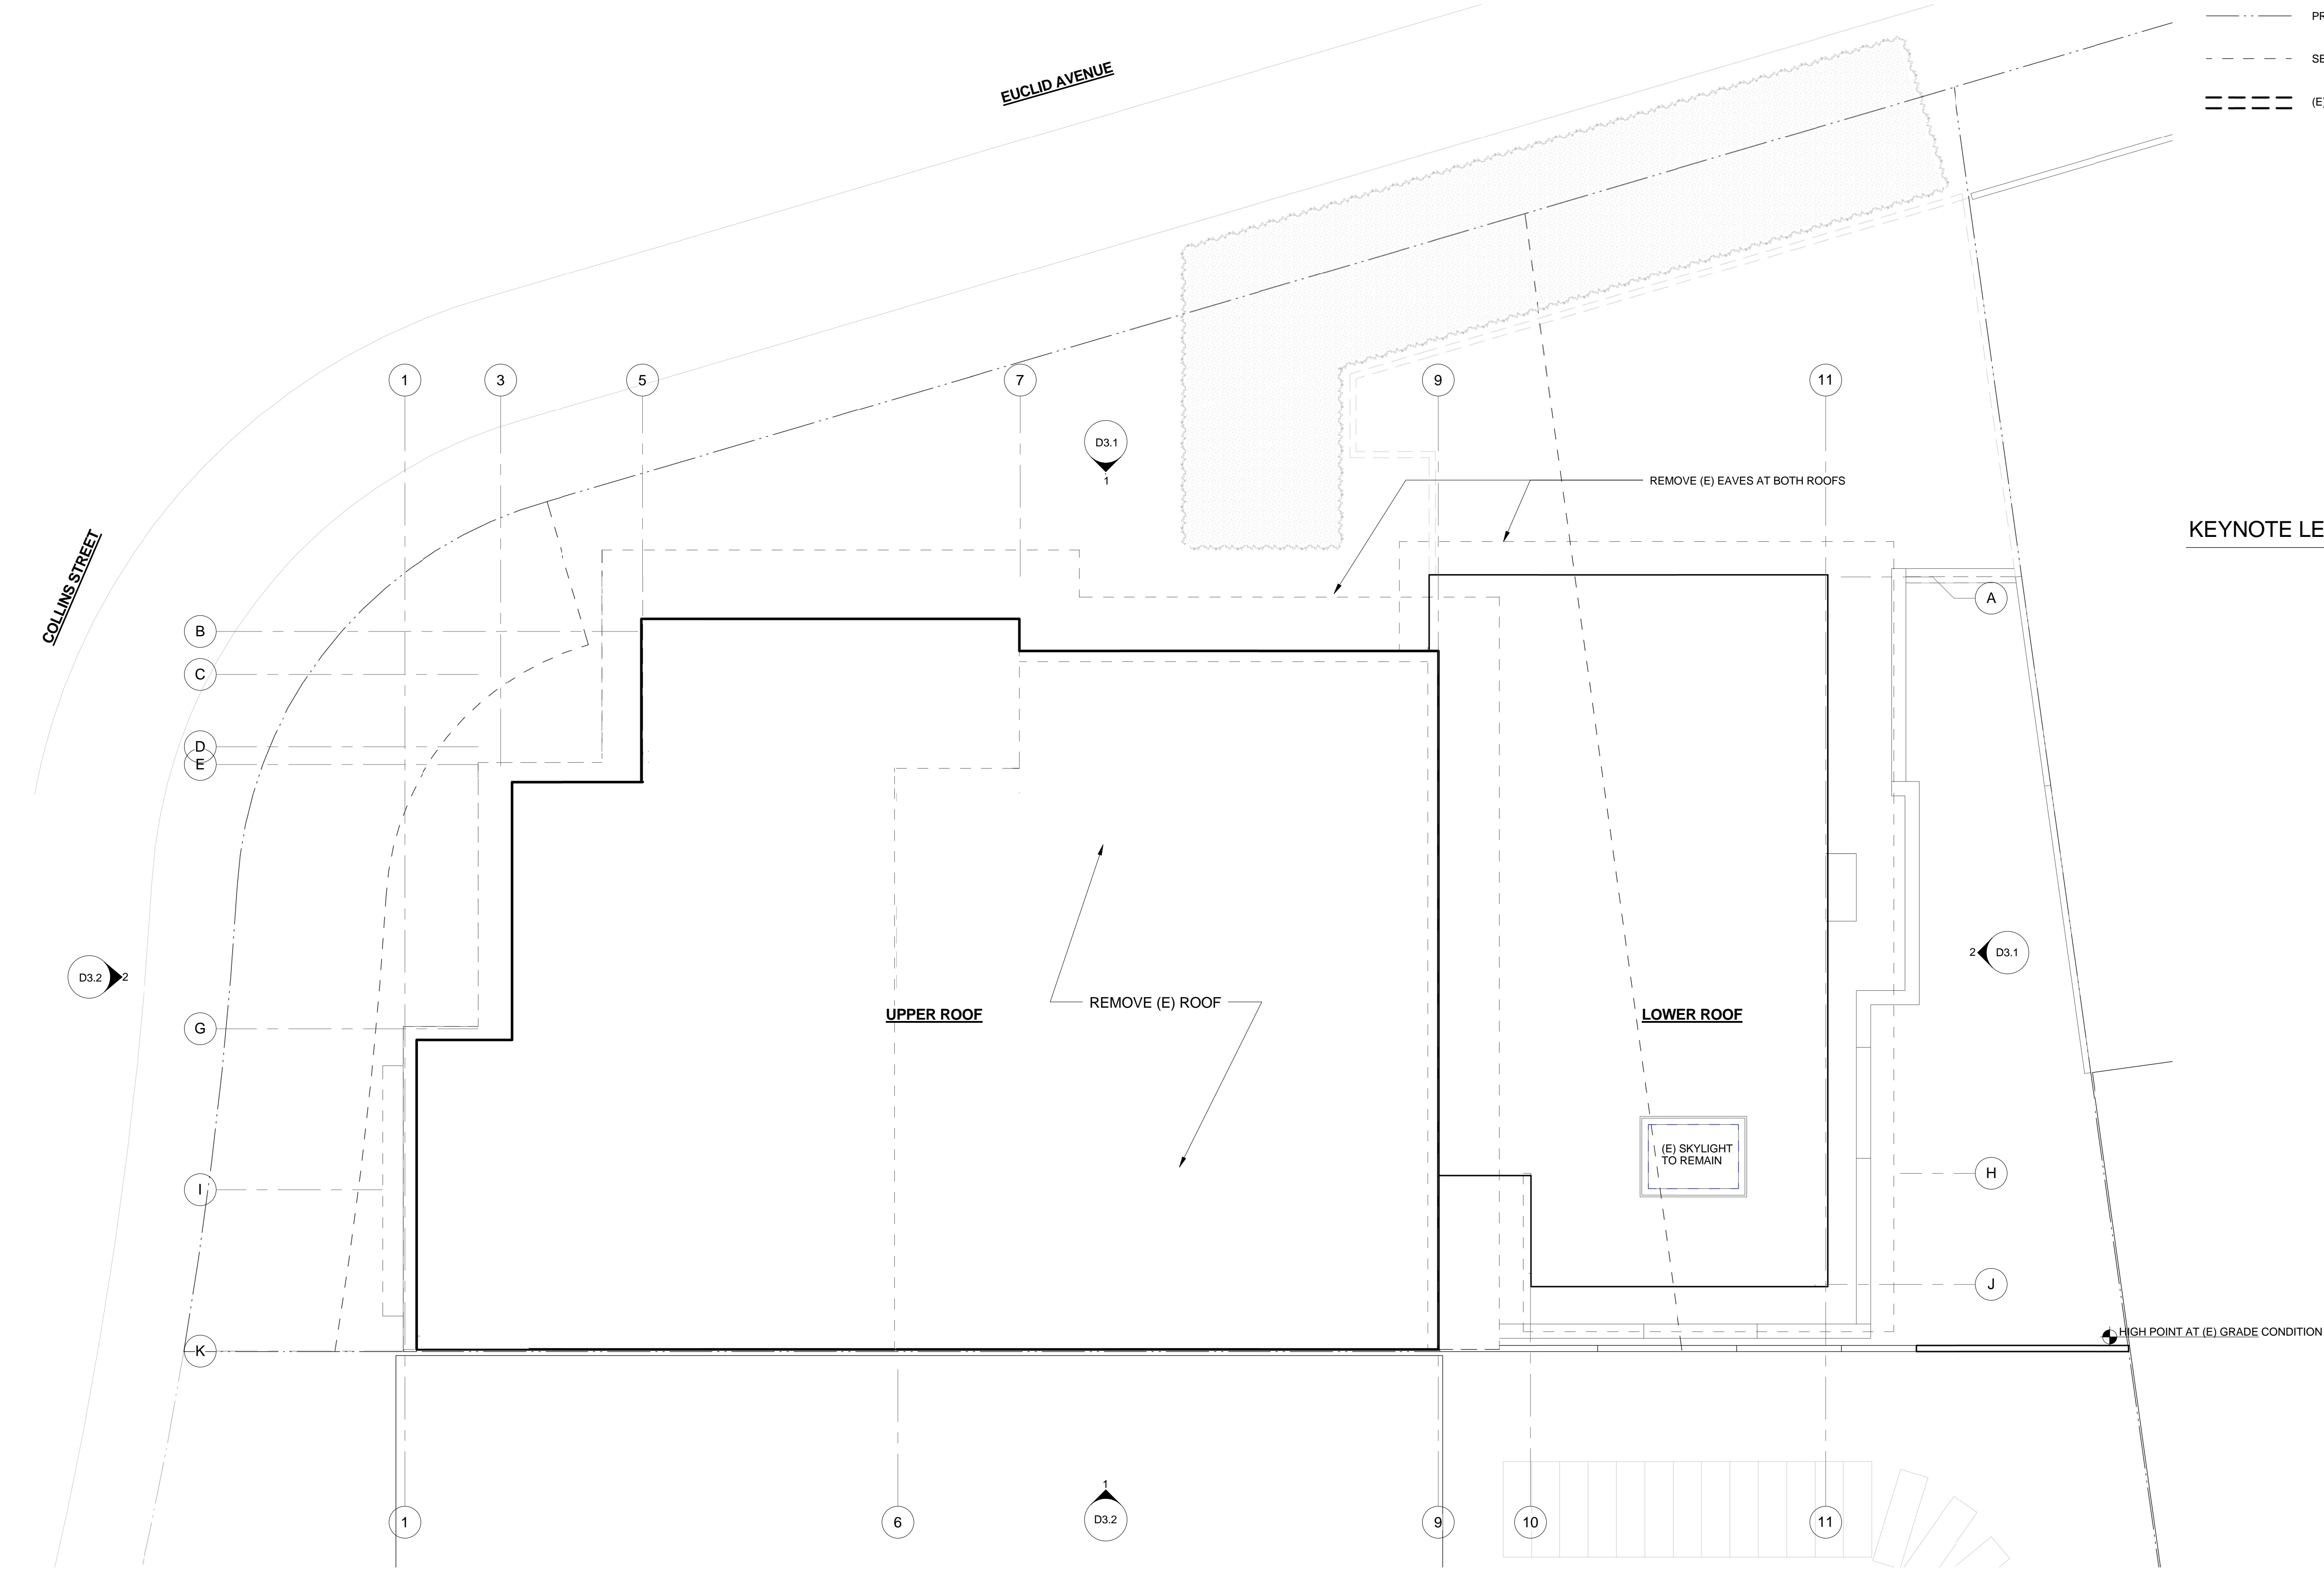 PR
SE
(E)
EUCLID AVENUE
COLLINS STREET
1
3
5
7
9
11
D3.1
1
REMOVE (E) EAVES AT BOTH ROOFS
KEYNOTE LE
A
B
C
D
E
D3.2
2
2
D3.1
REMOVE (E) ROOF
UPPER ROOF
LOWER ROOF
G
(E) SKYLIGHT
TO REMAIN
H
I
J
HIGH POINT AT (E) GRADE CONDITION
K
1
D3.2
1
6
9
10
11